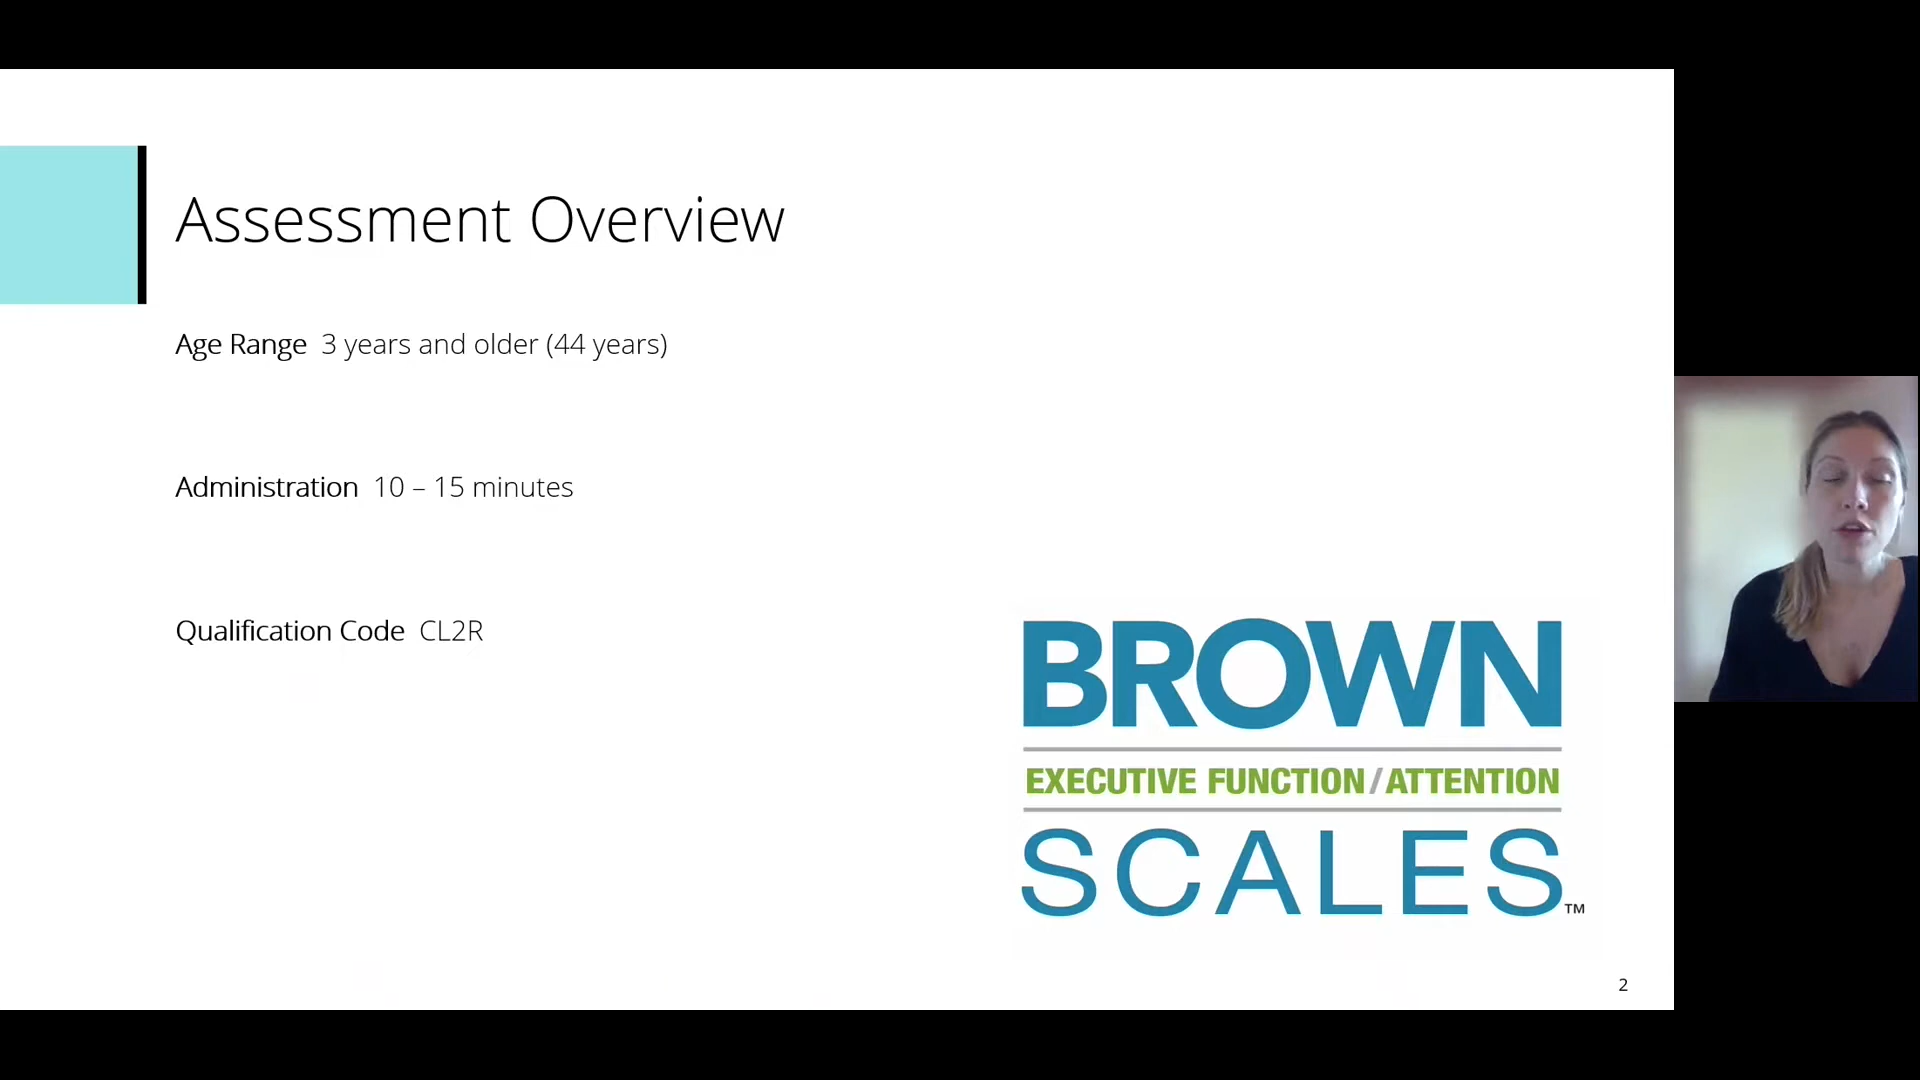 Assessment Overview
Age Range 3 years and older (44 years)
Administration 10 – 15 minutes
Qualification Code CL2R
BROWN
EXECUTIVE FUNCTION/ATTENTION
SCALES™
2